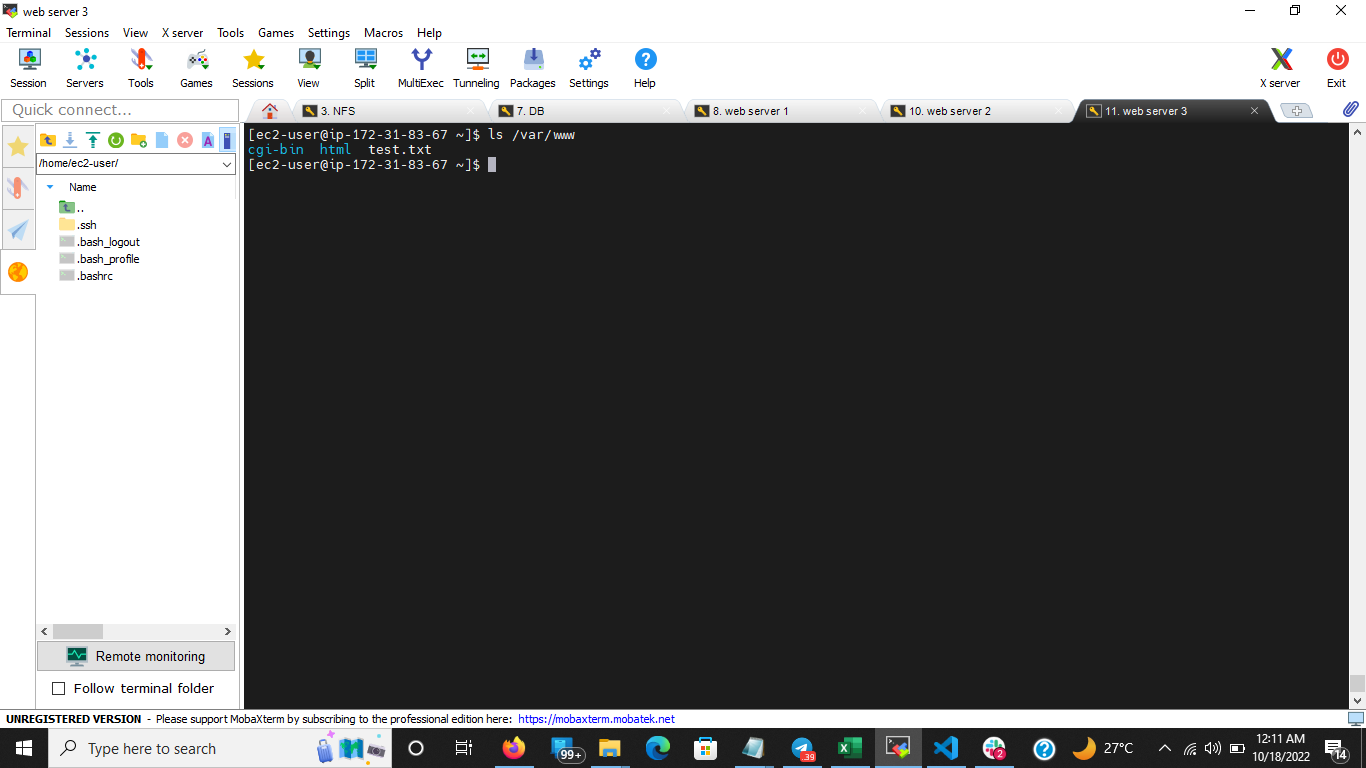 web server 3
Terminal Sessions View X server Tools Games Settings Macros Help
Session Servers Tools Games Sessions View Split MultiExec Tunneling Packages Settings Help X server Exit
Quick connect...
3. NFS 7. DB 8. web server 1 10. web server 2 11. web server 3
/home/ec2-user/
Name
..
.ssh
.bash_logout
.bash_profile
.bashrc
[ec2-user@ip-172-31-83-67 ~]$ ls /var/www
cgi-bin html test.txt
[ec2-user@ip-172-31-83-67 ~]$
Remote monitoring
Follow terminal folder
UNREGISTERED VERSION - Please support MobaXterm by subscribing to the professional edition here: https://mobaxterm.mobatek.net
Type here to search
99+
.39
2
27°C
12:11 AM
10/18/2022
14